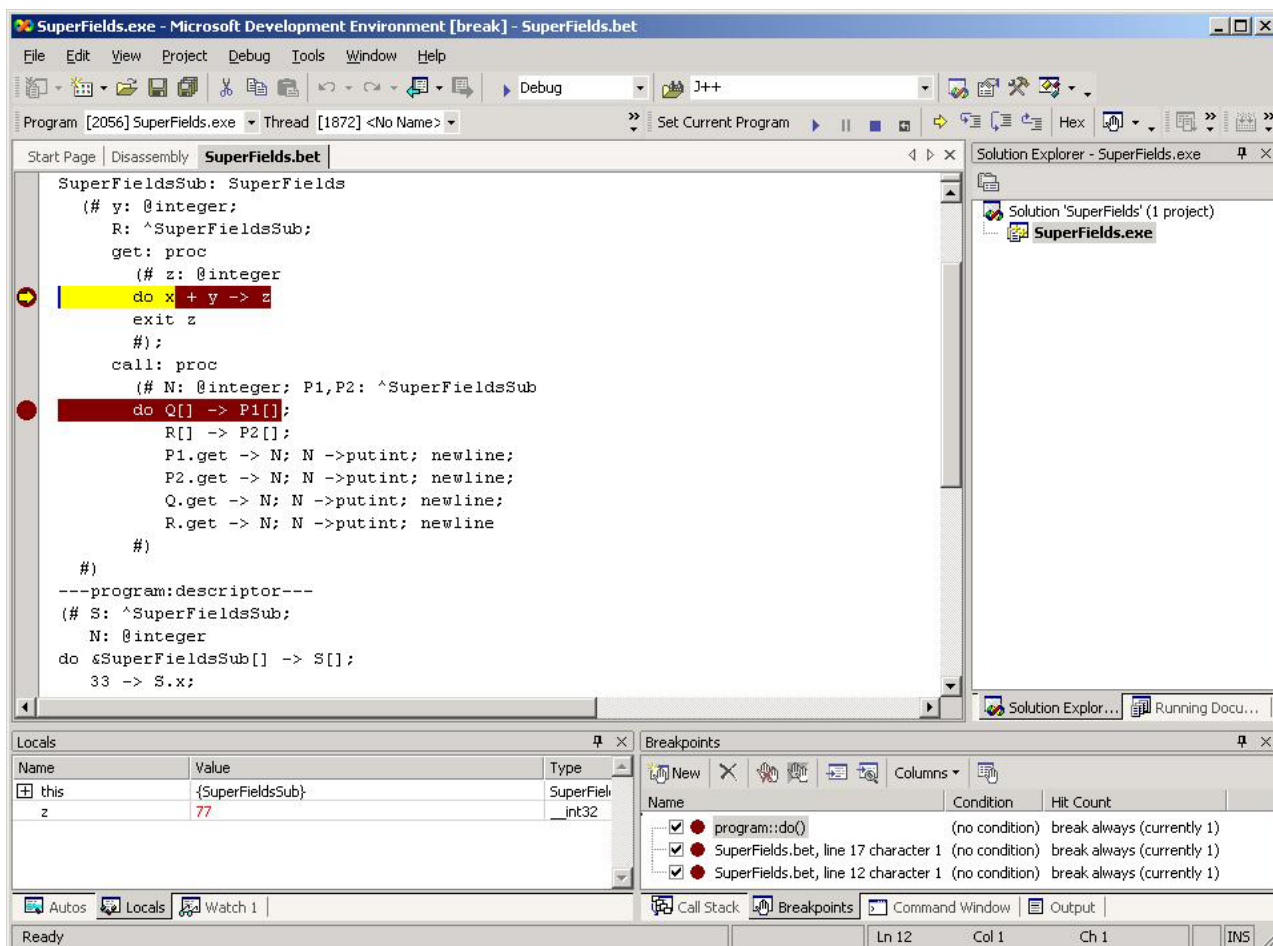 SuperFields.exe - Microsoft Development Environment [break] - SuperFields.bet
File Edit View Project Debug Tools Window Help
Debug J++
Program [2056] SuperFields.exe Thread [1872] <No Name> Set Current Program Hex
Start Page Disassembly SuperFields.bet
Solution Explorer - SuperFields.exe
Solution 'SuperFields' (1 project)
SuperFields.exe
SuperFieldsSub: SuperFields
(# y: @integer;
R: ^SuperFieldsSub;
get: proc
(# z: @integer
do x + y -> z
exit z
#);
call: proc
(# N: @integer; P1,P2: ^SuperFieldsSub
do Q[] -> P1[];
R[] -> P2[];
P1.get -> N; N ->putint; newline;
P2.get -> N; N ->putint; newline;
Q.get -> N; N ->putint; newline;
R.get -> N; N ->putint; newline
#)
#)
---program:descriptor---
(# S: ^SuperFieldsSub;
N: @integer
do &SuperFieldsSub[] -> S[];
33 -> S.x;
Solution Explor... Running Docu...
Locals
Name Value Type
this {SuperFieldsSub} SuperFiel
z 77 __int32
Autos Locals Watch 1
Breakpoints
New Columns
Name Condition Hit Count
program::do() (no condition) break always (currently 1)
SuperFields.bet, line 17 character 1 (no condition) break always (currently 1)
SuperFields.bet, line 12 character 1 (no condition) break always (currently 1)
Call Stack Breakpoints Command Window Output
Ready Ln 12 Col 1 Ch 1 INS